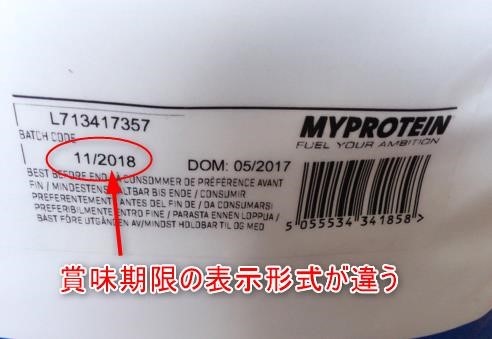 L713417357
BATCH CODE
11/2018
DOM: 05/2017
BEST BEFORE END / À CONSOMMER DE PRÉFÉRENCE AVANT
FIN / MINDESTENS HALTBAR BIS ENDE / CONSUMIR
PREFERENTEMENTE ANTES DEL FIN DE / DA CONSUMARSI
PREFERIBILMENTE ENTRO FINE / PARASTA ENNEN LOPPUA /
BÄST FÖRE UTGÅNGEN AV/MINDST HOLDBAR TIL OG MED
MYPROTEIN
FUEL YOUR AMBITION
5 055534 341858 >
賞味期限の表示形式が違う